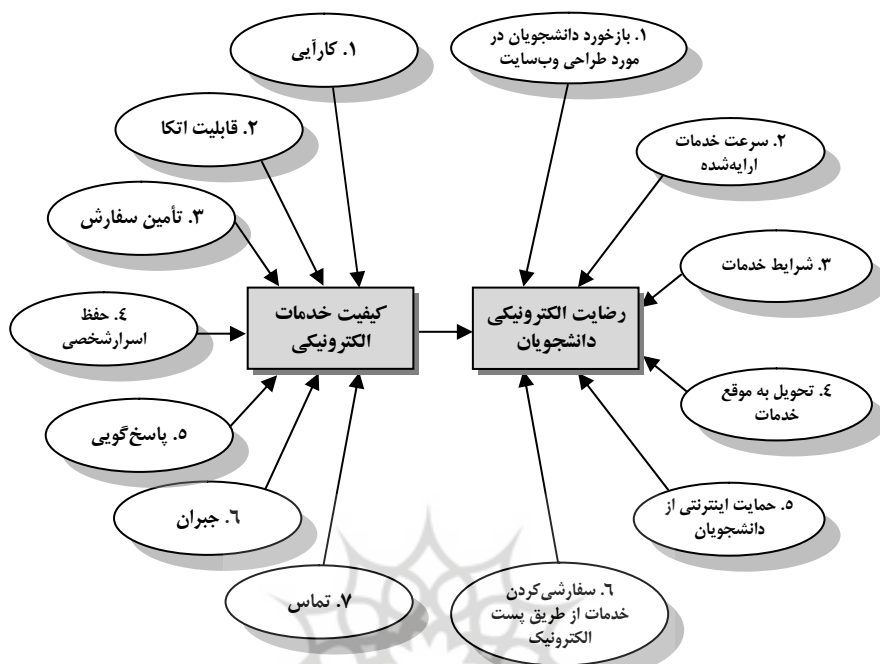 ۱. کارآیی
۲. قابلیت اتکا
۳. تأمین سفارش
٤. حفظ
اسرارشخصی
٥. پاسخ‌گویی
٦. جبران
۷. تماس
کیفیت خدمات
الکترونیکی
رضایت الکترونیکی
دانشجویان
۱. بازخورد دانشجویان در
مورد طراحی وب‌سایت
۲. سرعت خدمات
ارایه‌شده
۳. شرایط خدمات
٤. تحویل به موقع
خدمات
٥. حمایت اینترنتی از
دانشجویان
٦. سفارشی‌کردن
خدمات از طریق پست
الکترونیک